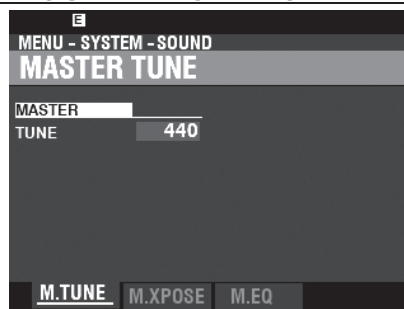 E
MENU - SYSTEM - SOUND
MASTER TUNE
MASTER
TUNE 440
M.TUNE M.XPOSE M.EQ